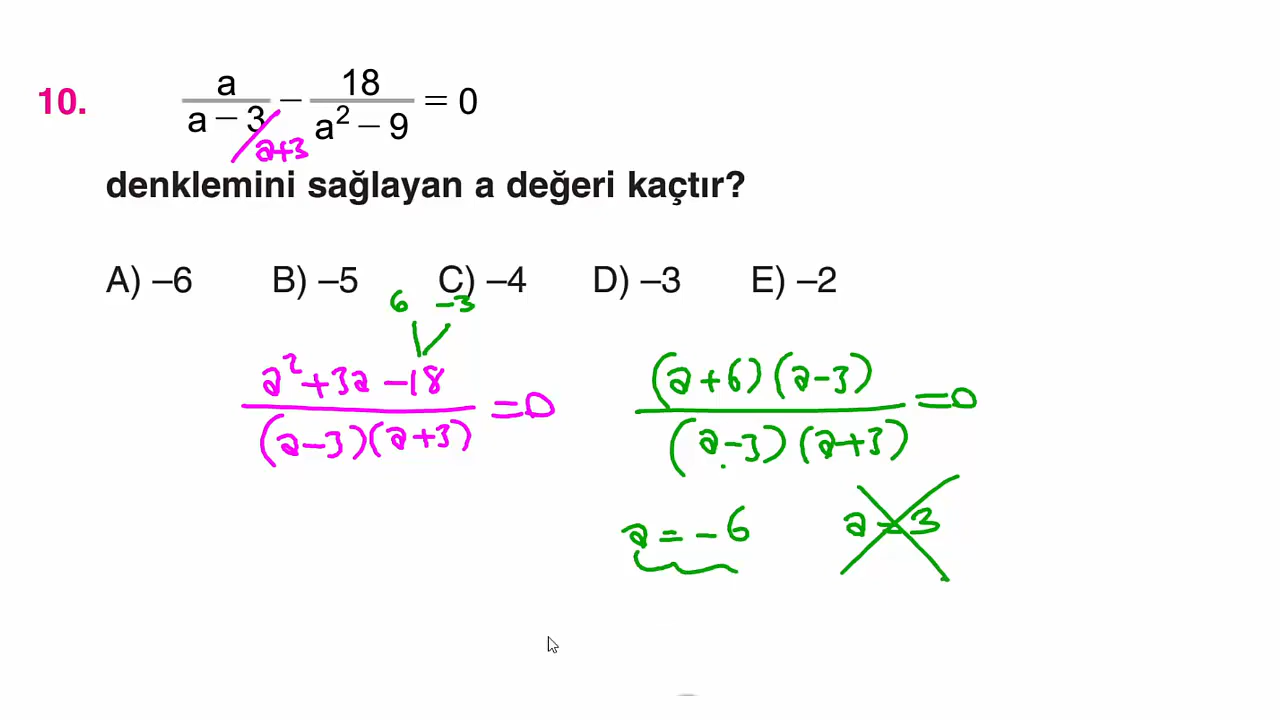 10. a/(a − 3) − 18/(a² − 9) = 0
a+3
denklemini sağlayan a değeri kaçtır?
A) –6 B) –5 C) –4 D) –3 E) –2
6 -3
(a²+3a-18)/((a-3)(a+3)) =0
((a+6)(a-3))/((a-3)(a+3)) =0
a = -6 a = 3